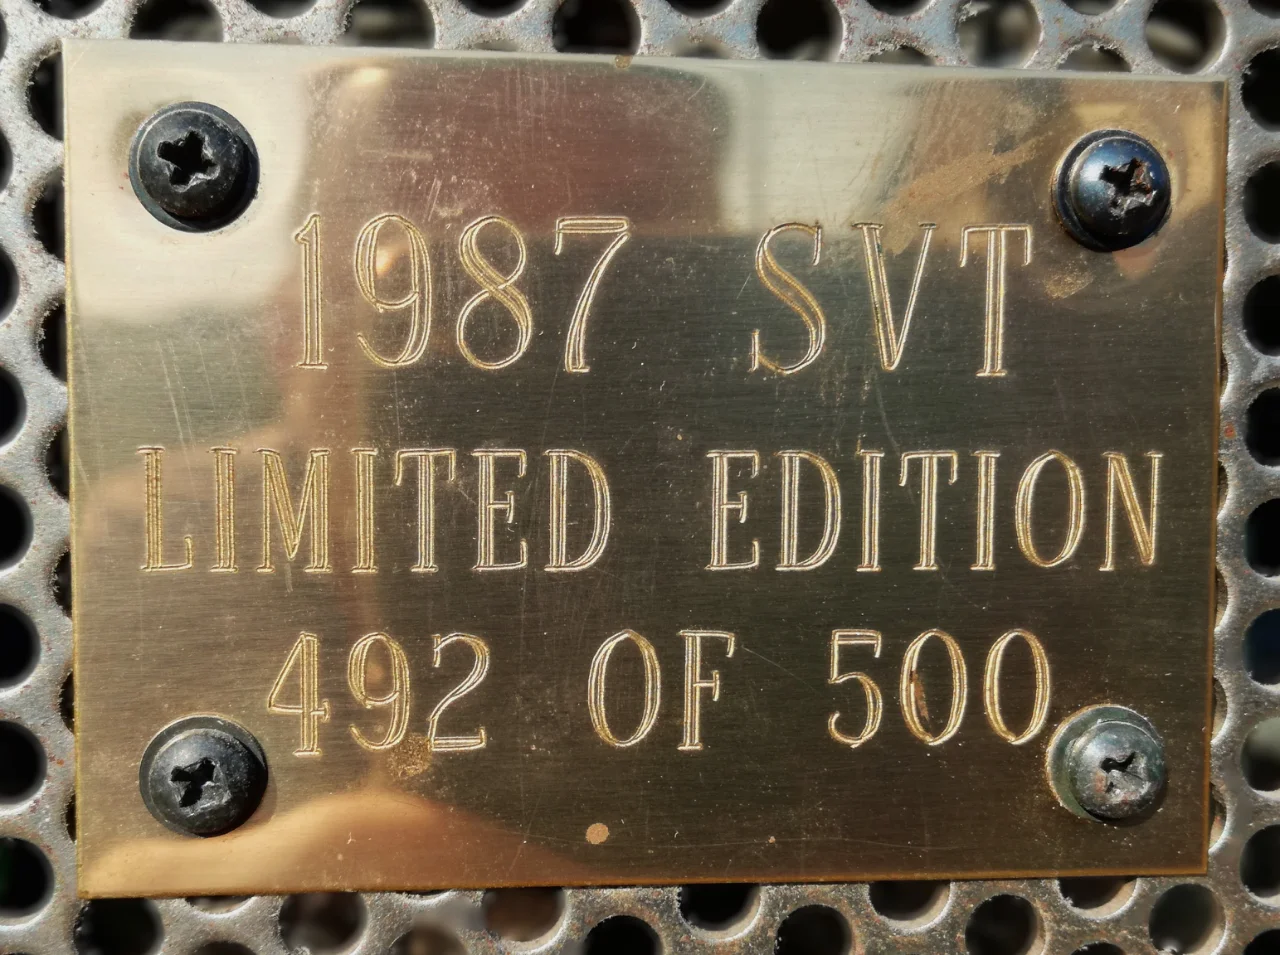 1987 SVT
LIMITED EDITION
492 OF 500